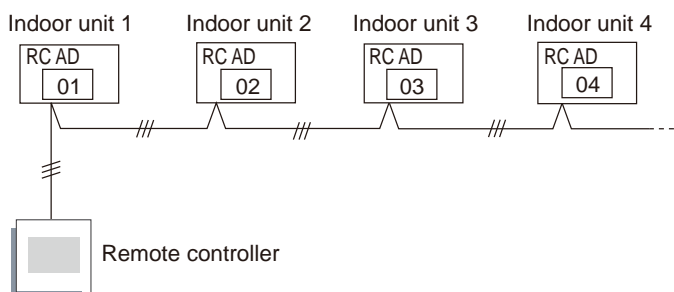 Indoor unit 1 Indoor unit 2 Indoor unit 3 Indoor unit 4
RC AD RC AD RC AD RC AD
01 02 03 04
Remote controller